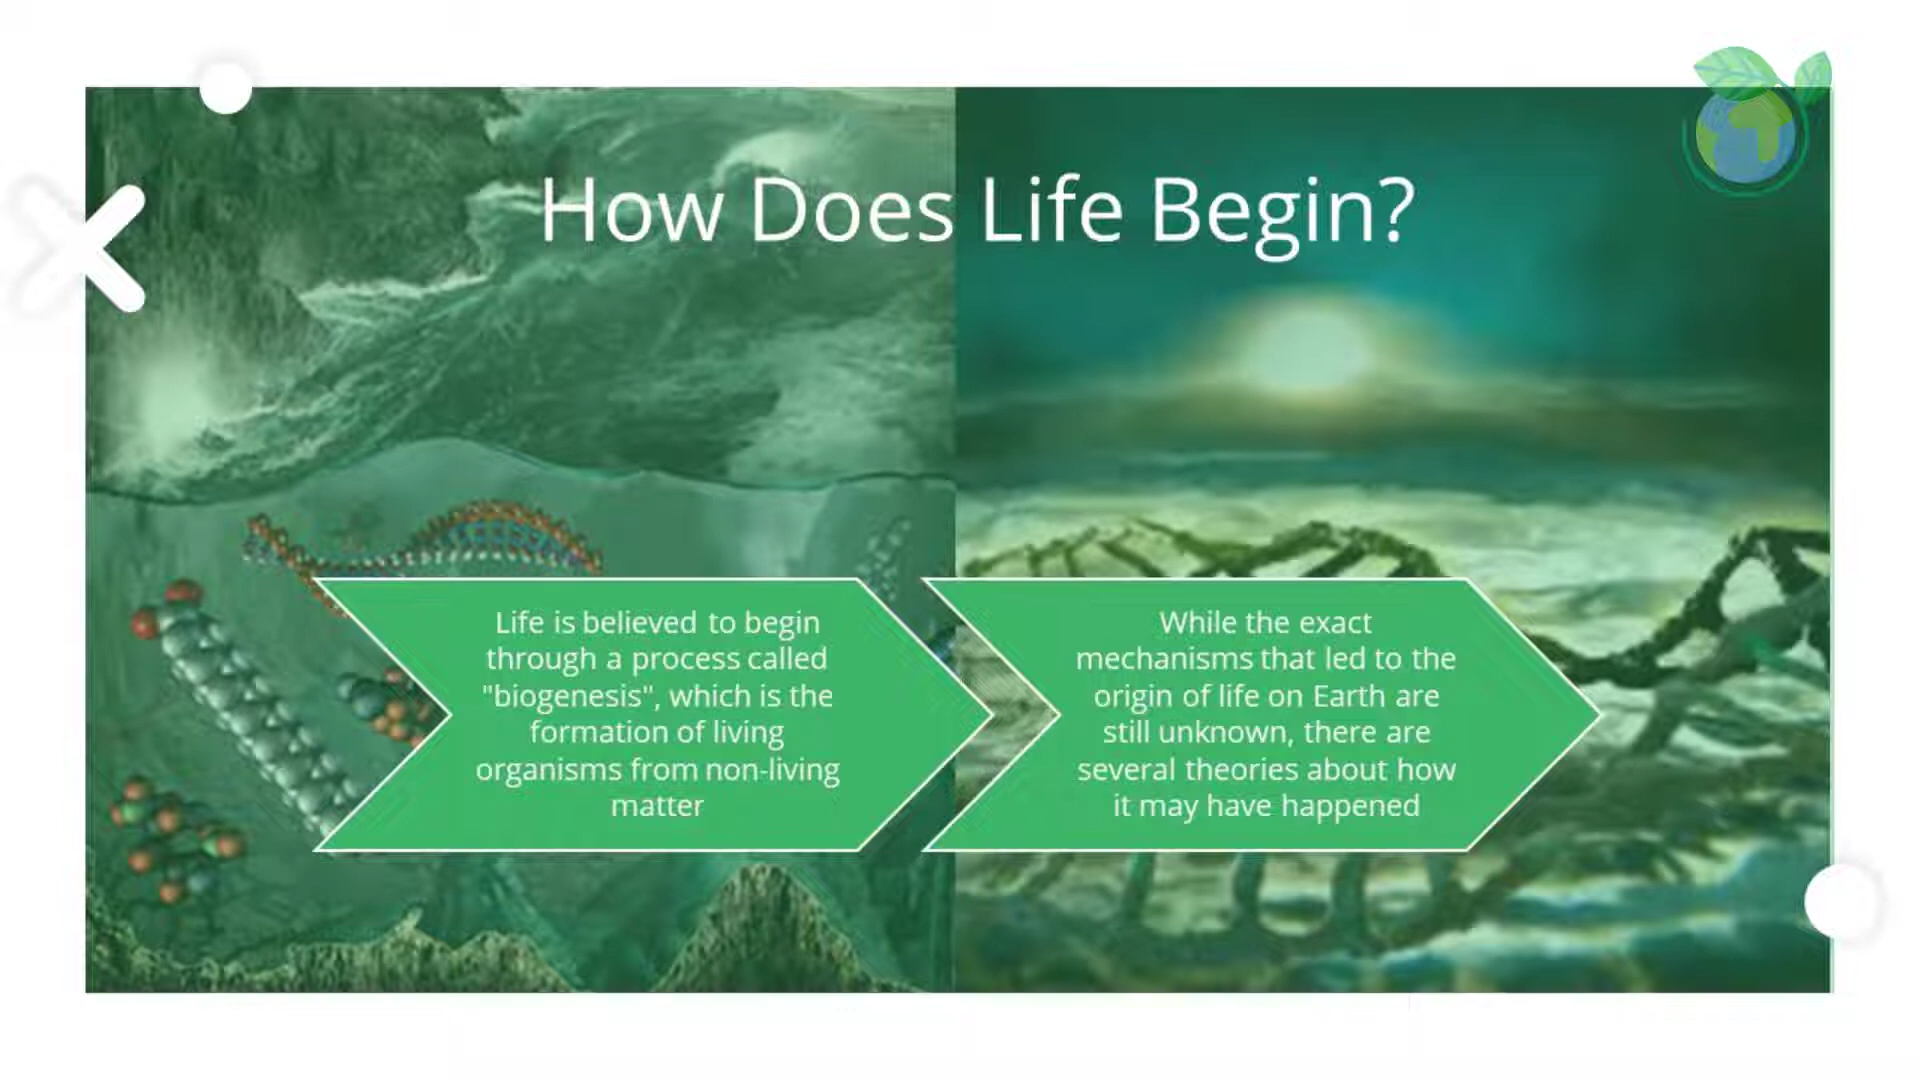 How Does Life Begin?
Life is believed to begin
through a process called
"biogenesis", which is the
formation of living
organisms from non-living
matter
While the exact
mechanisms that led to the
origin of life on Earth are
still unknown, there are
several theories about how
it may have happened